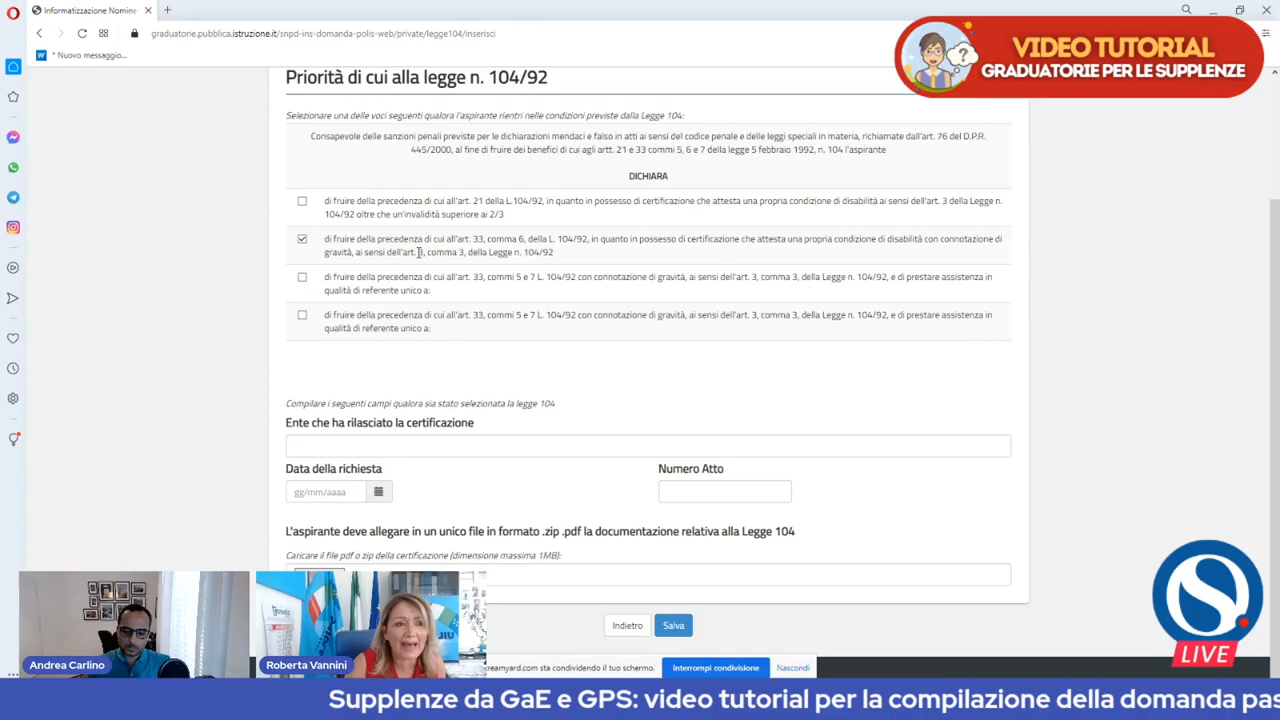 Informatizzazione Nomine
graduatorie.pubblica.istruzione.it/snpd-ins-domanda-polis-web/private/legge104/inserisci
* Nuovo messaggio...
VIDEO TUTORIAL
GRADUATORIE PER LE SUPPLENZE
Priorità di cui alla legge n. 104/92
Selezionare una delle voci seguenti qualora l'aspirante rientri nelle condizioni previste dalla Legge 104:
Consapevole delle sanzioni penali previste per le dichiarazioni mendaci e falso in atti ai sensi del codice penale e delle leggi speciali in materia, richiamate dall'art. 76 del D.P.R.
445/2000, al fine di fruire dei benefici di cui agli artt. 21 e 33 commi 5, 6 e 7 della legge 5 febbraio 1992, n. 104 l'aspirante
DICHIARA
di fruire della precedenza di cui all'art. 21 della L.104/92, in quanto in possesso di certificazione che attesta una propria condizione di disabilità ai sensi dell'art. 3 della Legge n.
104/92 oltre che un'invalidità superiore ai 2/3
di fruire della precedenza di cui all'art. 33, comma 6, della L. 104/92, in quanto in possesso di certificazione che attesta una propria condizione di disabilità con connotazione di
gravità, ai sensi dell'art. 3, comma 3, della Legge n. 104/92
di fruire della precedenza di cui all'art. 33, commi 5 e 7 L. 104/92 con connotazione di gravità, ai sensi dell'art. 3, comma 3, della Legge n. 104/92, e di prestare assistenza in
qualità di referente unico a:
di fruire della precedenza di cui all'art. 33, commi 5 e 7 L. 104/92 con connotazione di gravità, ai sensi dell'art. 3, comma 3, della Legge n. 104/92, e di prestare assistenza in
qualità di referente unico a:
Compilare i seguenti campi qualora sia stato selezionata la legge 104
Ente che ha rilasciato la certificazione
Data della richiesta
Numero Atto
gg/mm/aaaa
L'aspirante deve allegare in un unico file in formato .zip .pdf la documentazione relativa alla Legge 104
Caricare il file pdf o zip della certificazione (dimensione massima 1MB):
Indietro
Salva
Andrea Carlino
Roberta Vannini
reamyard.com sta condividendo il tuo schermo.
Interrompi condivisione
Nascondi
S
LIVE
Supplenze da GaE e GPS: video tutorial per la compilazione della domanda pas